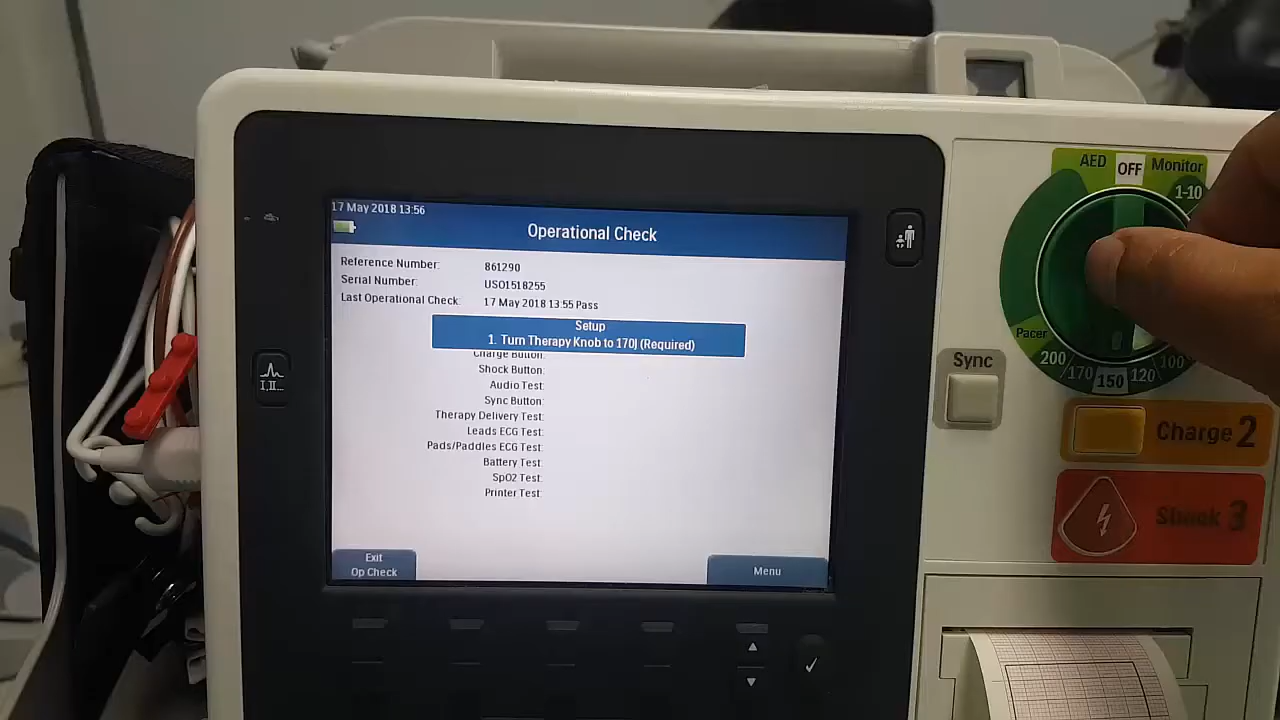 17 May 2018 13:56
Operational Check
Reference Number: 861290
Serial Number: US01518255
Last Operational Check: 17 May 2018 13:55 Pass
Setup
1. Turn Therapy Knob to 170J (Required)
Charge Button:
Shock Button:
Audio Test:
Sync Button:
Therapy Delivery Test:
Leads ECG Test:
Pads/Paddles ECG Test:
Battery Test:
SpO2 Test:
Printer Test:
Exit
Op Check
Menu
I,II...
AED OFF Monitor
1-10
Pacer
200 170 150 120 100
Sync
Charge 2
Shock 3